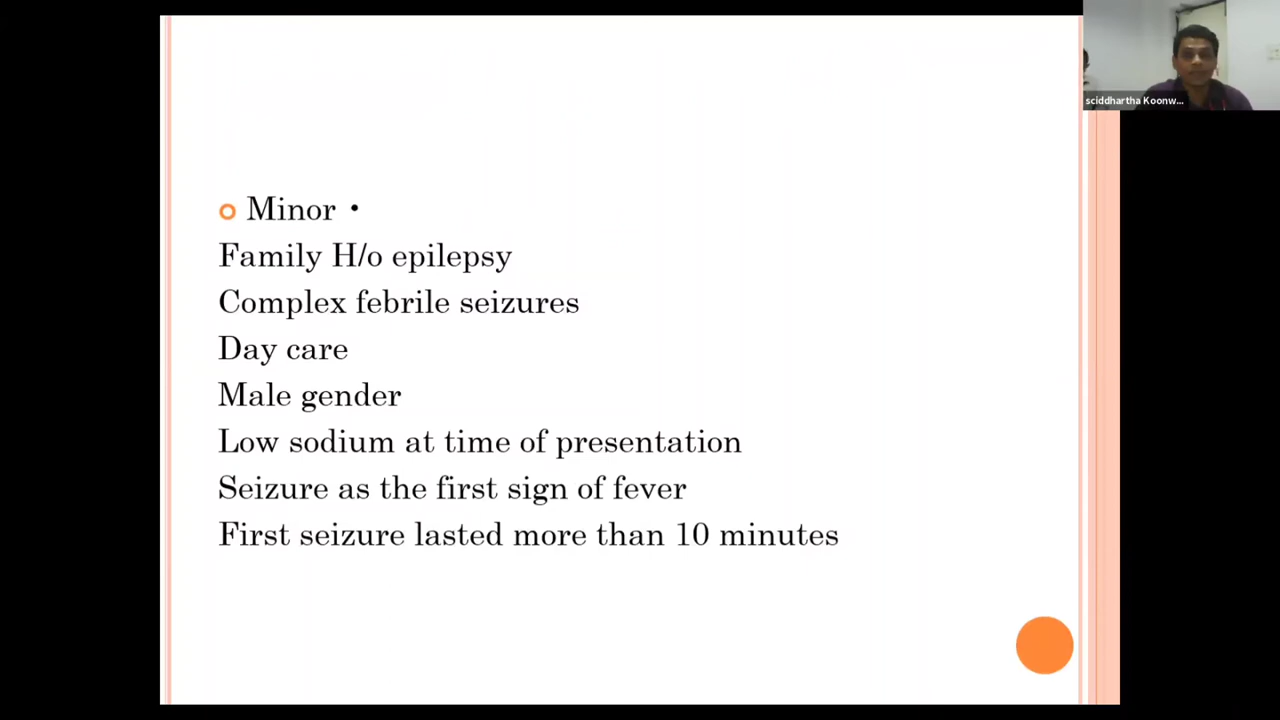 sciddhartha Koonw...
Minor •
Family H/o epilepsy
Complex febrile seizures
Day care
Male gender
Low sodium at time of presentation
Seizure as the first sign of fever
First seizure lasted more than 10 minutes